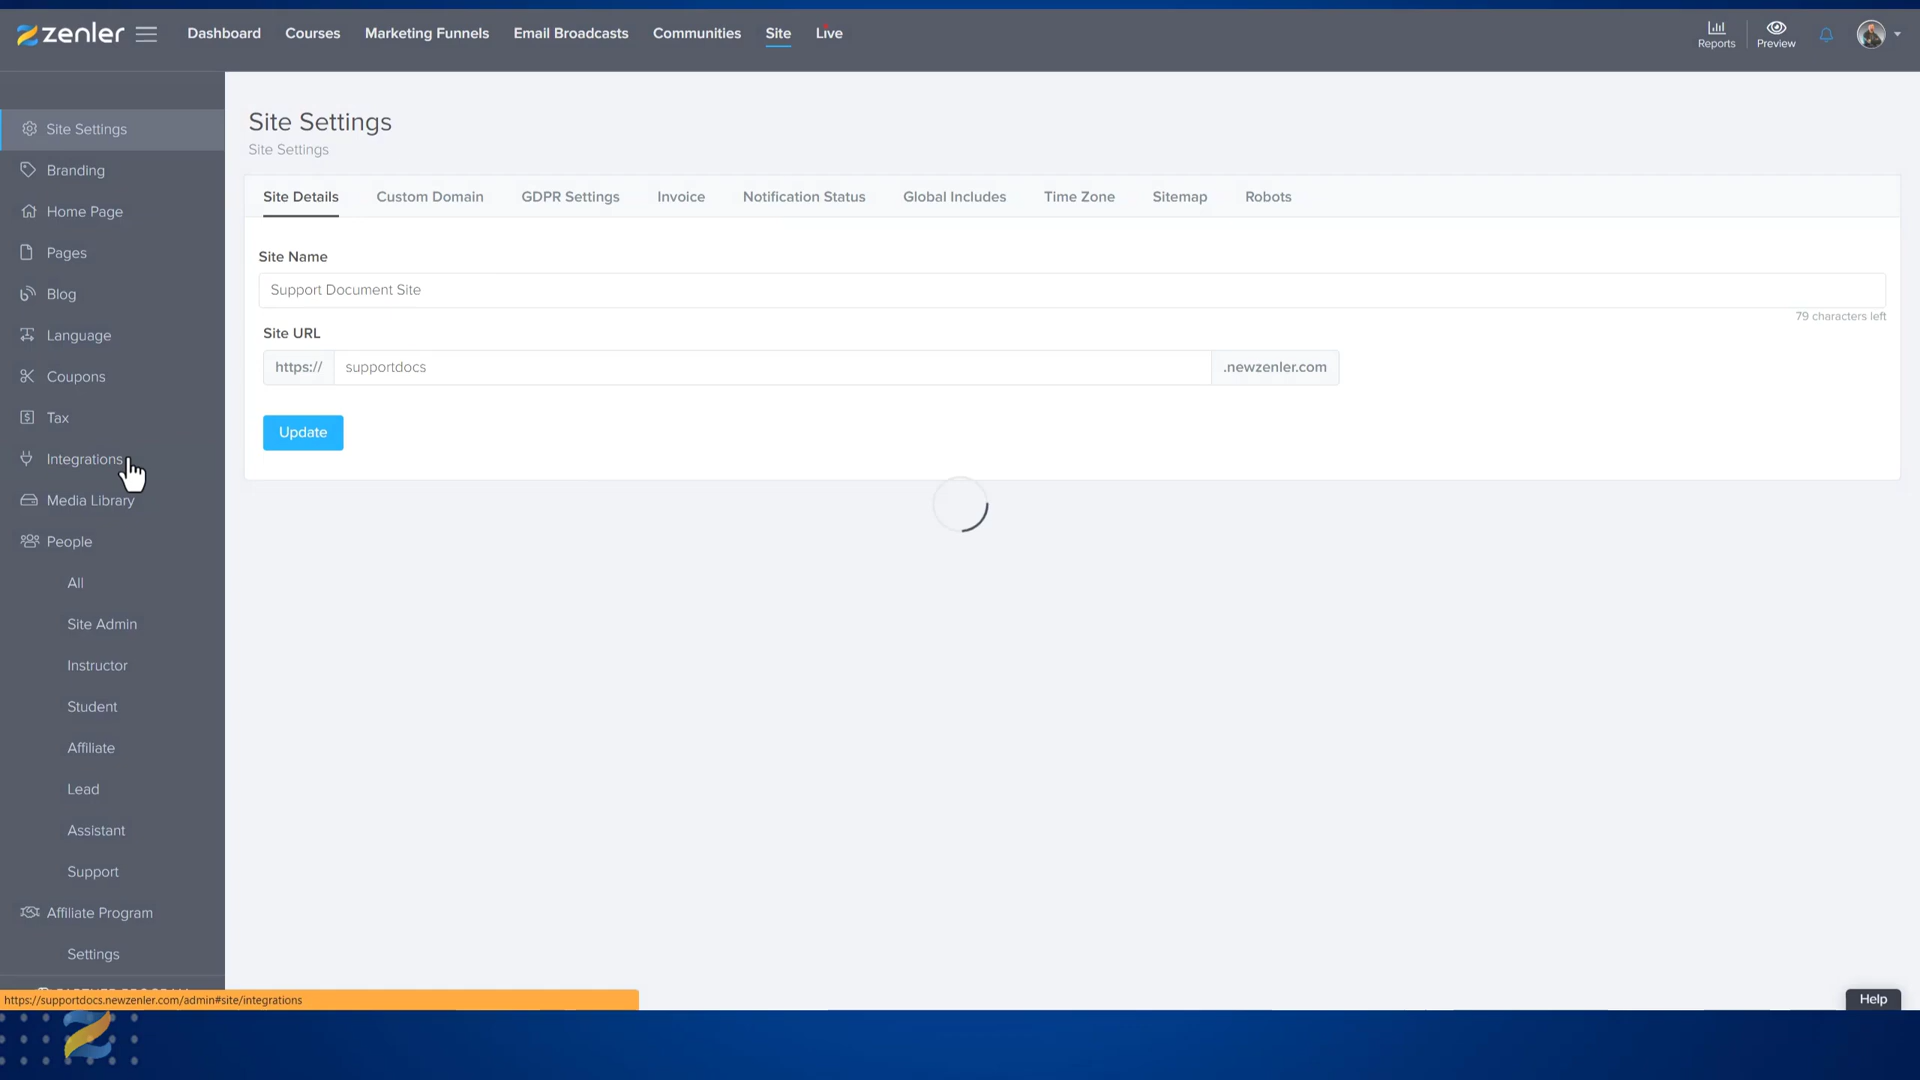 zenler
Dashboard
Courses
Marketing Funnels
Email Broadcasts
Communities
Site
Live
Reports
Preview
Site Settings
Branding
Home Page
Pages
Blog
Language
Coupons
Tax
Integrations
Media Library
People
All
Site Admin
Instructor
Student
Affiliate
Lead
Assistant
Support
Affiliate Program
Settings
https://supportdocs.newzenler.com/admin#site/integrations
Site Settings
Site Settings
Site Details
Custom Domain
GDPR Settings
Invoice
Notification Status
Global Includes
Time Zone
Sitemap
Robots
Site Name
Support Document Site
79 characters left
Site URL
https:// supportdocs .newzenler.com
Update
Help